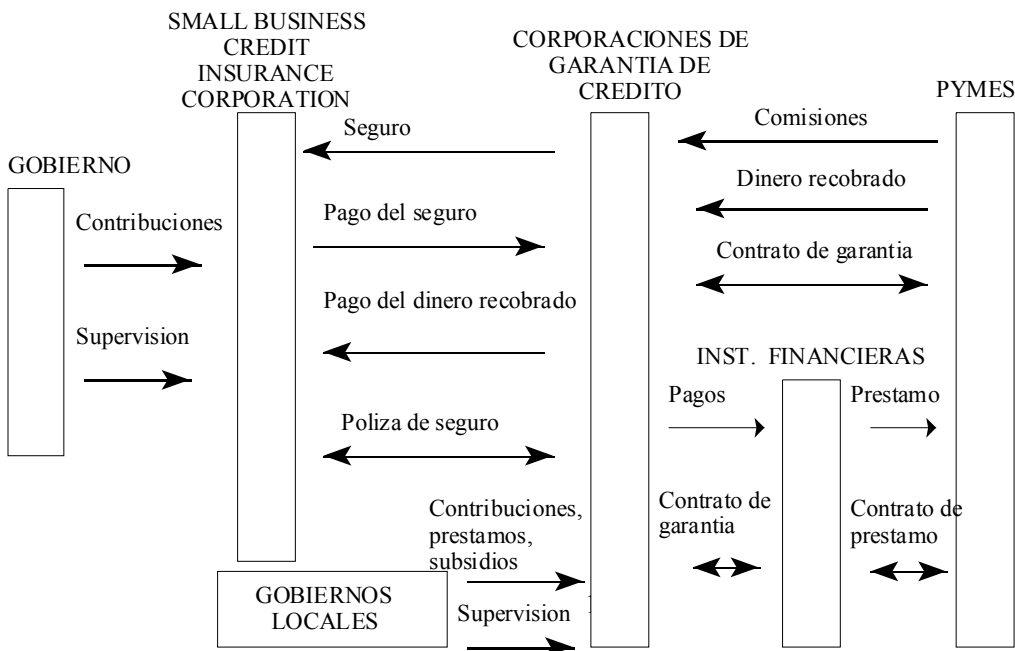 SMALL BUSINESS
CREDIT
INSURANCE
CORPORATION
CORPORACIONES DE
GARANTIA DE
CREDITO
PYMES
GOBIERNO
Seguro
Comisiones
Contribuciones
Pago del seguro
Dinero recobrado
Contrato de garantia
Supervision
Pago del dinero recobrado
INST. FINANCIERAS
Pagos
Prestamo
Poliza de seguro
Contribuciones,
prestamos,
subsidios
Contrato de
garantia
Contrato de
prestamo
GOBIERNOS
LOCALES
Supervision